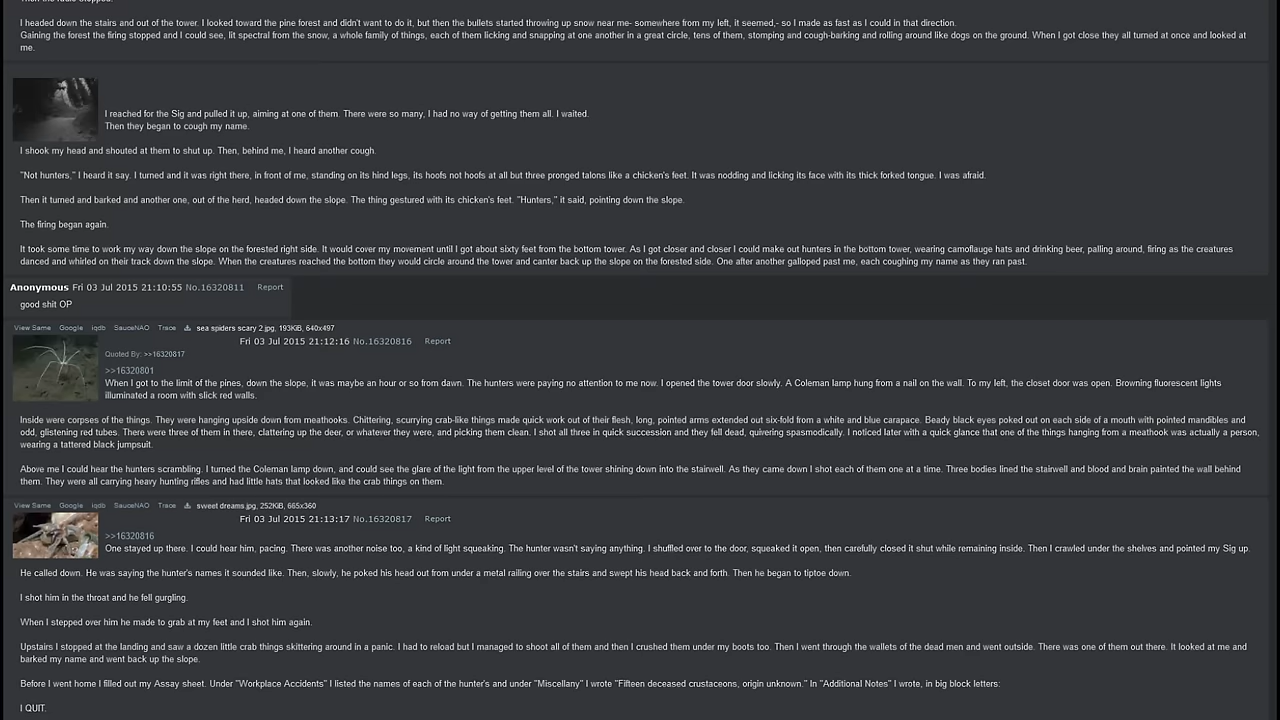 Then the radio stopped.
I headed down the stairs and out of the tower. I looked toward the pine forest and didn't want to do it, but then the bullets started throwing up snow near me- somewhere from my left, it seemed,- so I made as fast as I could in that direction.
Gaining the forest the firing stopped and I could see, lit spectral from the snow, a whole family of things, each of them licking and snapping at one another in a great circle, tens of them, stomping and cough-barking and rolling around like dogs on the ground. When I got close they all turned at once and looked at
me.
I reached for the Sig and pulled it up, aiming at one of them. There were so many, I had no way of getting them all. I waited.
Then they began to cough my name.
I shook my head and shouted at them to shut up. Then, behind me, I heard another cough.
"Not hunters," I heard it say. I turned and it was right there, in front of me, standing on its hind legs, its hoofs not hoofs at all but three pronged talons like a chicken's feet. It was nodding and licking its face with its thick forked tongue. I was afraid.
Then it turned and barked and another one, out of the herd, headed down the slope. The thing gestured with its chicken's feet. "Hunters," it said, pointing down the slope.
The firing began again.
It took some time to work my way down the slope on the forested right side. It would cover my movement until I got about sixty feet from the bottom tower. As I got closer and closer I could make out hunters in the bottom tower, wearing camoflauge hats and drinking beer, palling around, firing as the creatures
danced and whirled on their track down the slope. When the creatures reached the bottom they would circle around the tower and canter back up the slope on the forested side. One after another galloped past me, each coughing my name as they ran past.
Anonymous Fri 03 Jul 2015 21:10:55 No.16320811 Report
good shit OP
View Same Google iqdb SauceNAO Trace sea spiders scary 2.jpg, 193KiB, 640x497
Fri 03 Jul 2015 21:12:16 No.16320816 Report
Quoted By: >>16320817
>>16320801
When I got to the limit of the pines, down the slope, it was maybe an hour or so from dawn. The hunters were paying no attention to me now. I opened the tower door slowly. A Coleman lamp hung from a nail on the wall. To my left, the closet door was open. Browning fluorescent lights
illuminated a room with slick red walls.
Inside were corpses of the things. They were hanging upside down from meathooks. Chittering, scurrying crab-like things made quick work out of their flesh, long, pointed arms extended out six-fold from a white and blue carapace. Beady black eyes poked out on each side of a mouth with pointed mandibles and
odd, glistening red tubes. There were three of them in there, clattering up the deer, or whatever they were, and picking them clean. I shot all three in quick succession and they fell dead, quivering spasmodically. I noticed later with a quick glance that one of the things hanging from a meathook was actually a person,
wearing a tattered black jumpsuit.
Above me I could hear the hunters scrambling. I turned the Coleman lamp down, and could see the glare of the light from the upper level of the tower shining down into the stairwell. As they came down I shot each of them one at a time. Three bodies lined the stairwell and blood and brain painted the wall behind
them. They were all carrying heavy hunting rifles and had little hats that looked like the crab things on them.
View Same Google iqdb SauceNAO Trace sweet dreams.jpg, 252KiB, 665x360
Fri 03 Jul 2015 21:13:17 No.16320817 Report
>>16320816
One stayed up there. I could hear him, pacing. There was another noise too, a kind of light squeaking. The hunter wasn't saying anything. I shuffled over to the door, squeaked it open, then carefully closed it shut while remaining inside. Then I crawled under the shelves and pointed my Sig up.
He called down. He was saying the hunter's names it sounded like. Then, slowly, he poked his head out from under a metal railing over the stairs and swept his head back and forth. Then he began to tiptoe down.
I shot him in the throat and he fell gurgling.
When I stepped over him he made to grab at my feet and I shot him again.
Upstairs I stopped at the landing and saw a dozen little crab things skittering around in a panic. I had to reload but I managed to shoot all of them and then I crushed them under my boots too. Then I went through the wallets of the dead men and went outside. There was one of them out there. It looked at me and
barked my name and went back up the slope.
Before I went home I filled out my Assay sheet. Under "Workplace Accidents" I listed the names of each of the hunter's and under "Miscellany" I wrote "Fifteen deceased crustaceons, origin unknown." In "Additional Notes" I wrote, in big block letters:
I QUIT.